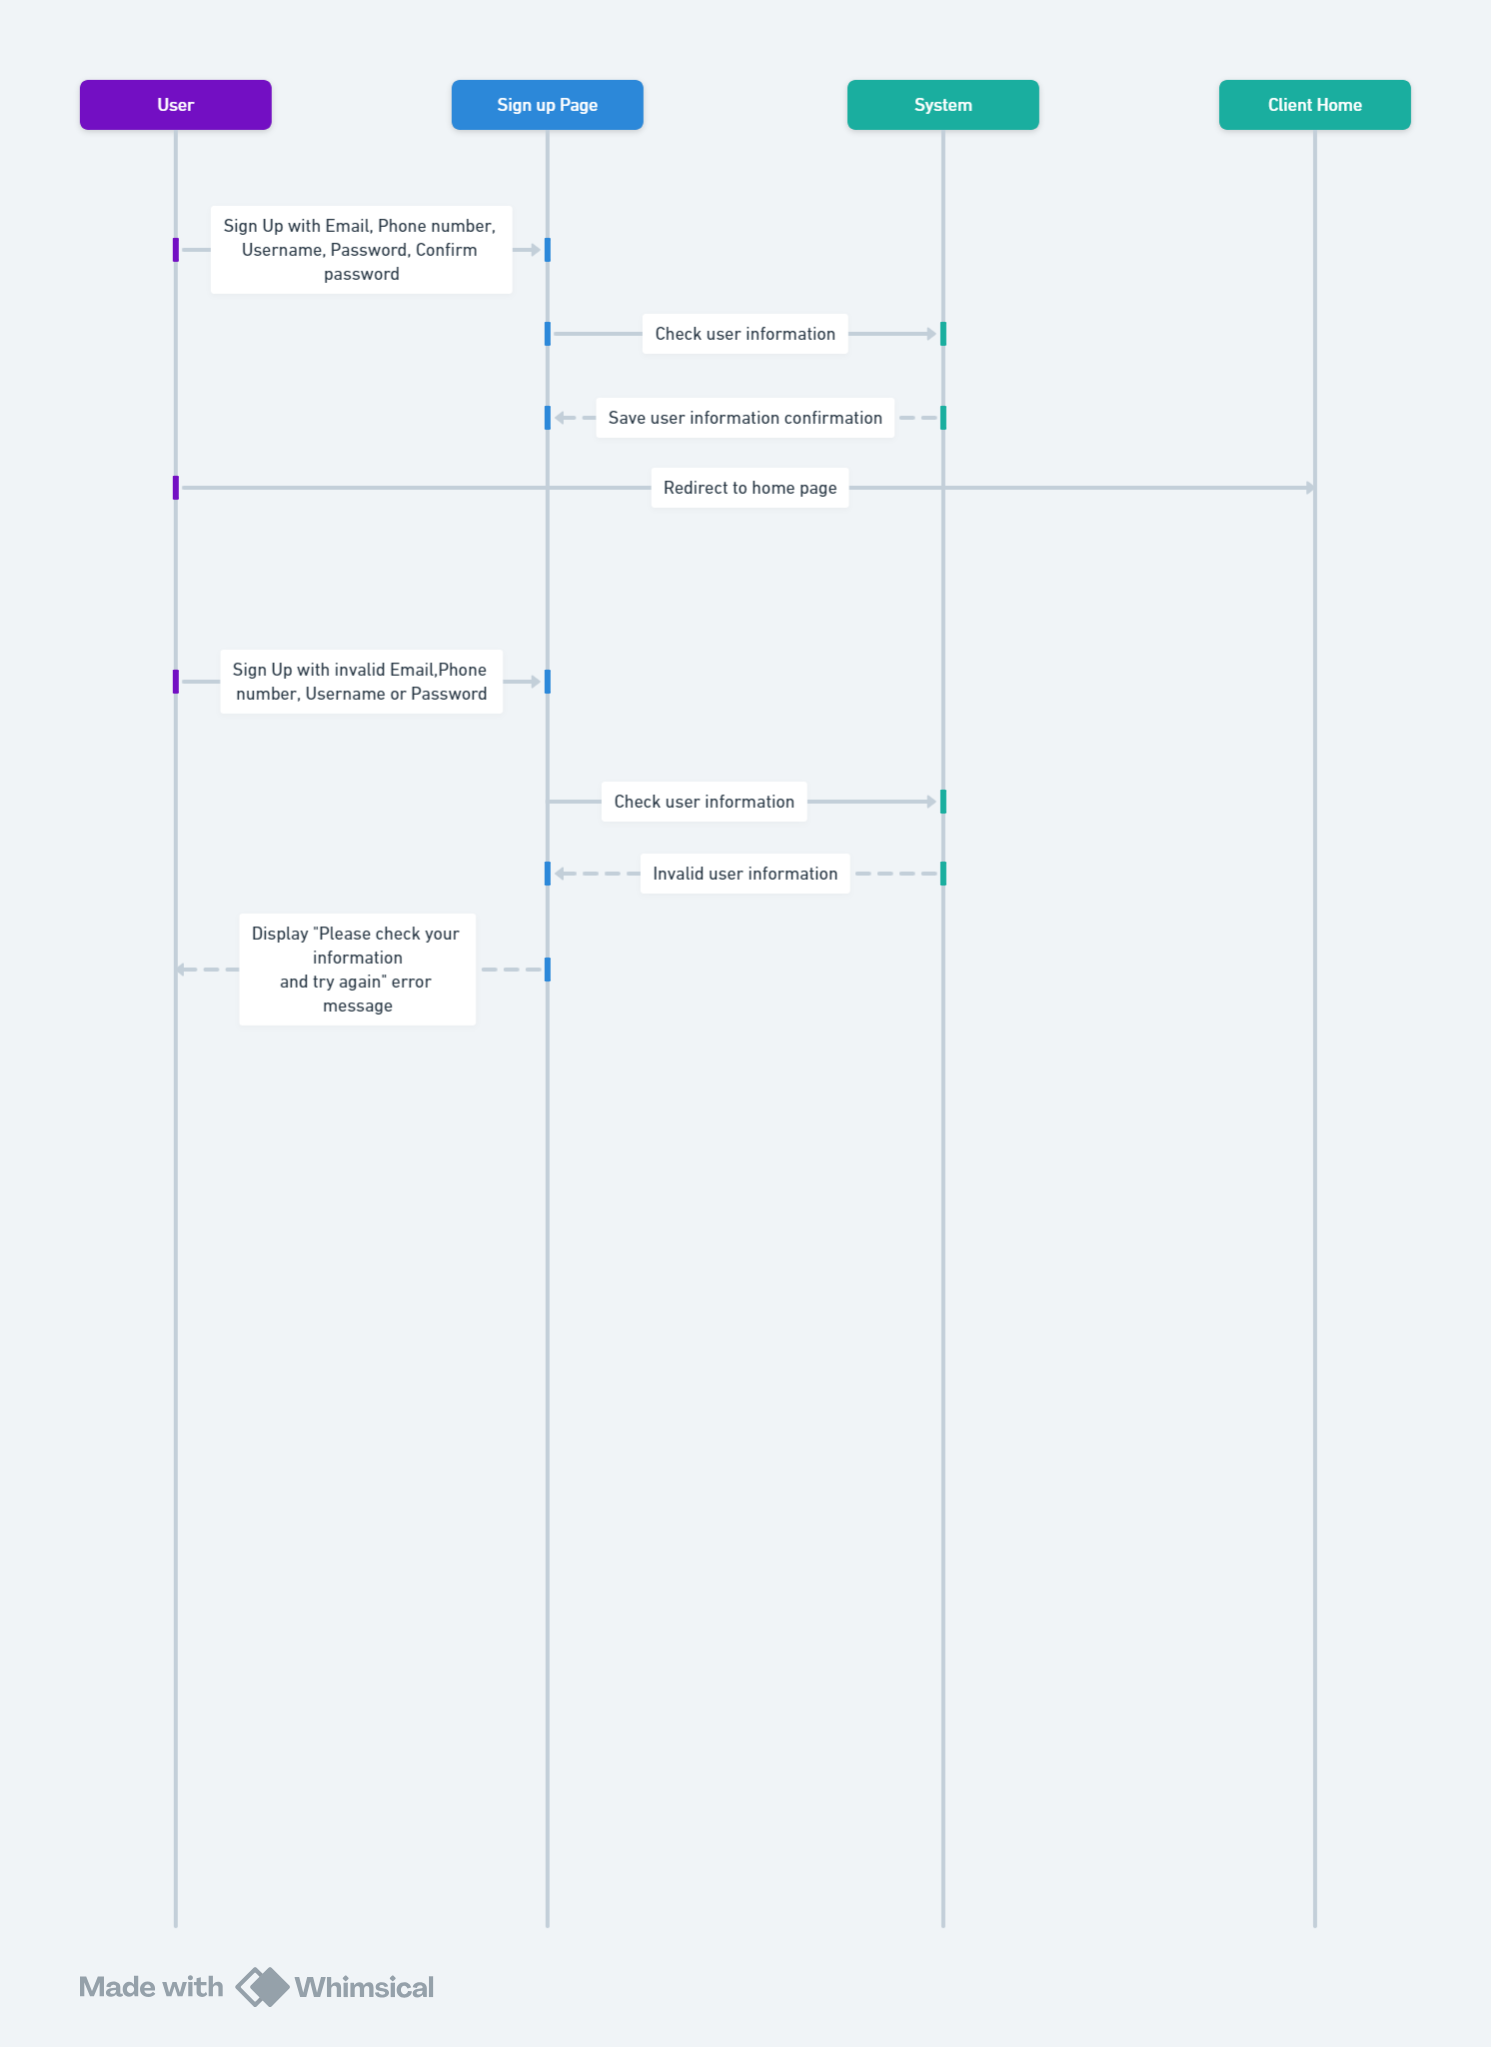 User
Sign up Page
System
Client Home
Sign Up with Email, Phone number,
Username, Password, Confirm
password
Check user information
Save user information confirmation
Redirect to home page
Sign Up with invalid Email,Phone
number, Username or Password
Check user information
Invalid user information
Display "Please check your
information
and try again" error
message
Made with Whimsical